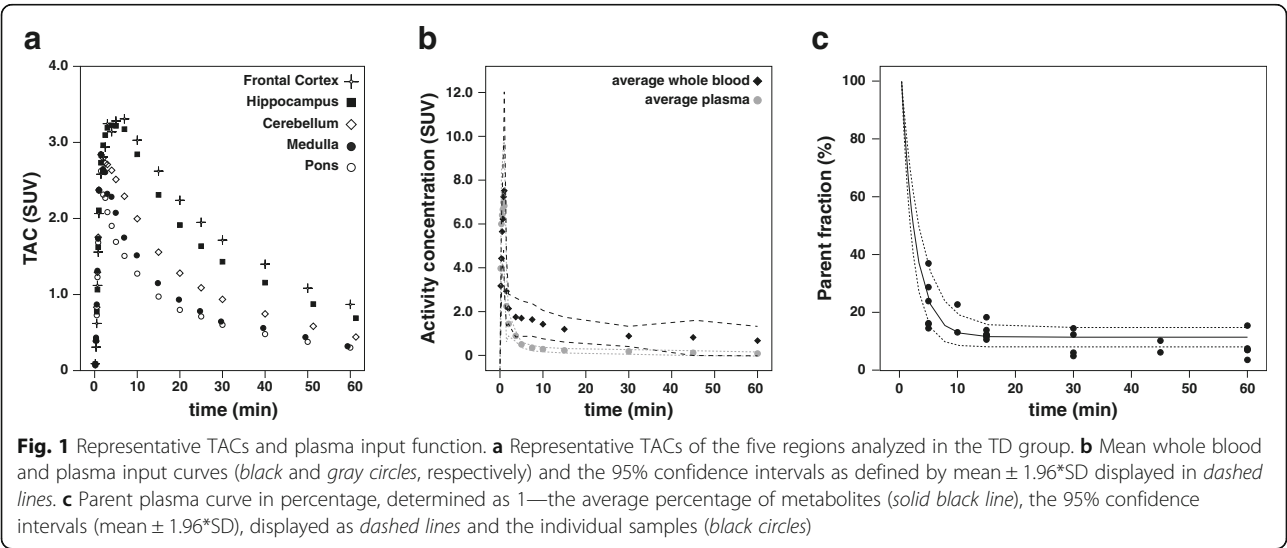 a
4.0
3.0
2.0
1.0
0
TAC (SUV)
Frontal Cortex
Hippocampus
Cerebellum
Medulla
Pons
0 10 20 30 40 50 60
time (min)
b
12.0
10.0
8.0
6.0
4.0
2.0
0
Activity concentration (SUV)
average whole blood
average plasma
0 10 20 30 40 50 60
time (min)
c
100
80
60
40
20
0
Parent fraction (%)
0 10 20 30 40 50 60
time (min)
Fig. 1 Representative TACs and plasma input function. a Representative TACs of the five regions analyzed in the TD group. b Mean whole blood
and plasma input curves (black and gray circles, respectively) and the 95% confidence intervals as defined by mean ± 1.96*SD displayed in dashed
lines. c Parent plasma curve in percentage, determined as 1—the average percentage of metabolites (solid black line), the 95% confidence
intervals (mean ± 1.96*SD), displayed as dashed lines and the individual samples (black circles)